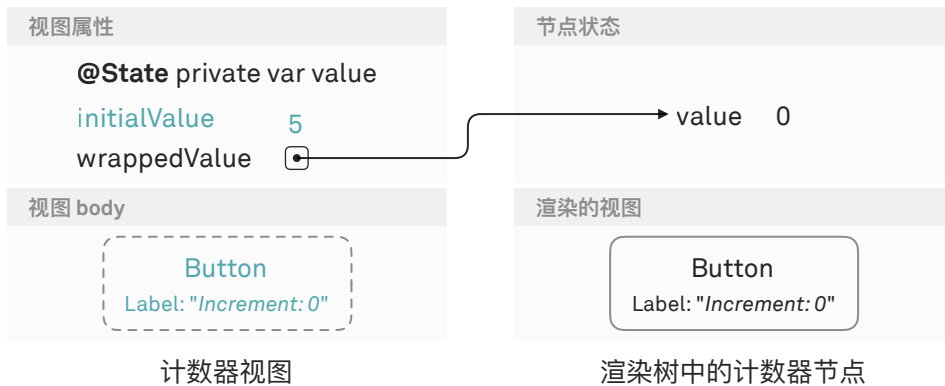 视图属性
@State private var value
initialValue 5
wrappedValue
视图 body
Button
Label: "Increment: 0"
计数器视图
节点状态
value 0
渲染的视图
Button
Label: "Increment: 0"
渲染树中的计数器节点